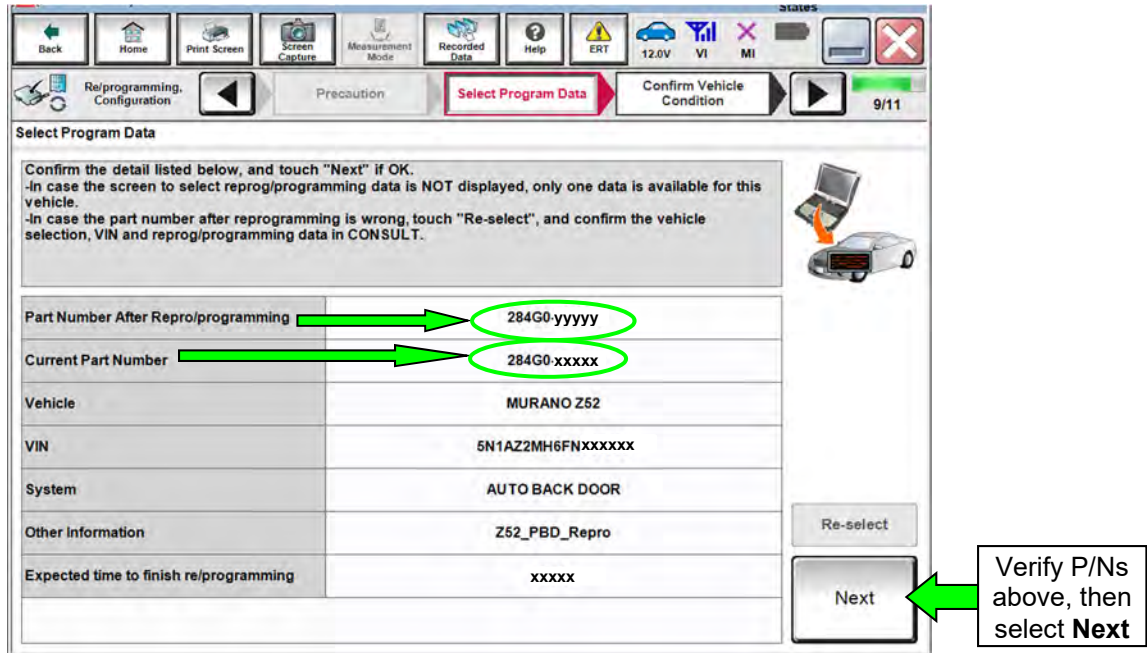 States
Back
Home
Print Screen
Screen
Capture
Measurement
Mode
Recorded
Data
Help
ERT
12.0V
VI
MI
Re/programming,
Configuration
Precaution
Select Program Data
Confirm Vehicle
Condition
9/11
Select Program Data
Confirm the detail listed below, and touch "Next" if OK.
-In case the screen to select reprog/programming data is NOT displayed, only one data is available for this
vehicle.
-In case the part number after reprogramming is wrong, touch "Re-select", and confirm the vehicle
selection, VIN and reprog/programming data in CONSULT.
Part Number After Repro/programming
284G0-yyyyy
Current Part Number
284G0-xxxxx
Vehicle
MURANO Z52
VIN
5N1AZ2MH6FNxxxxxx
System
AUTO BACK DOOR
Other Information
Z52_PBD_Repro
Expected time to finish re/programming
xxxxx
Re-select
Next
Verify P/Ns
above, then
select Next